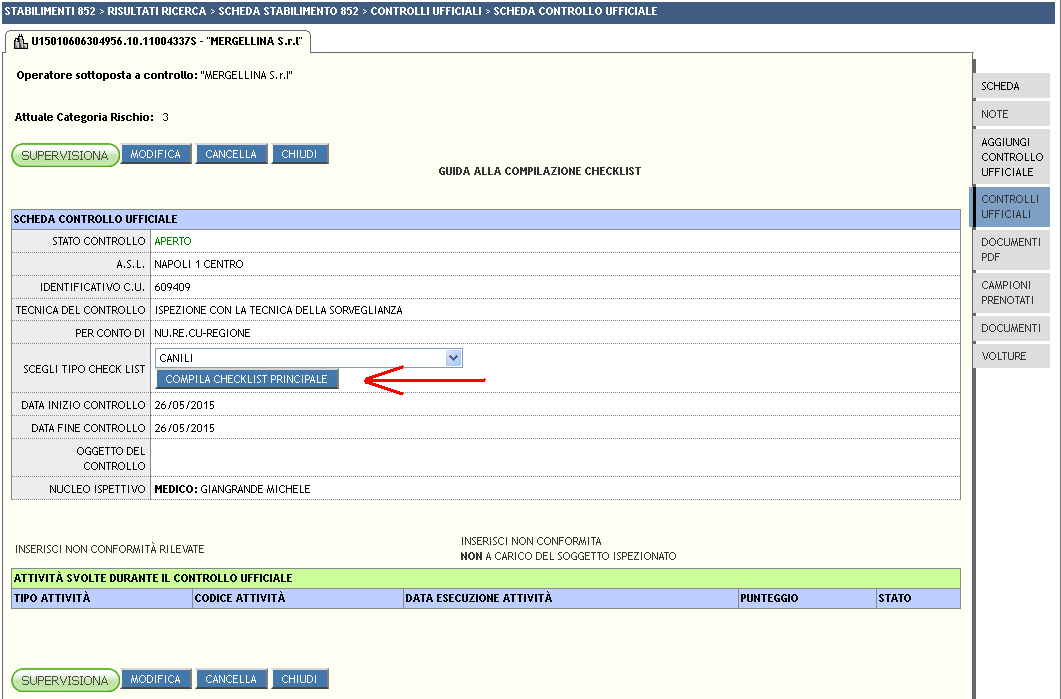 STABILIMENTI 852 > RISULTATI RICERCA > SCHEDA STABILIMENTO 852 > CONTROLLI UFFICIALI > SCHEDA CONTROLLO UFFICIALE
U15010606304956.10.11004337S - "MERGELLINA S.r.l"
Operatore sottoposta a controllo: "MERGELLINA S.r.l"
Attuale Categoria Rischio: 3
SUPERVISIONA MODIFICA CANCELLA CHIUDI
GUIDA ALLA COMPILAZIONE CHECKLIST
SCHEDA CONTROLLO UFFICIALE
STATO CONTROLLO APERTO
A.S.L. NAPOLI 1 CENTRO
IDENTIFICATIVO C.U. 609409
TECNICA DEL CONTROLLO ISPEZIONE CON LA TECNICA DELLA SORVEGLIANZA
PER CONTO DI NU.RE.CU-REGIONE
SCEGLI TIPO CHECK LIST CANILI
COMPILA CHECKLIST PRINCIPALE
DATA INIZIO CONTROLLO 26/05/2015
DATA FINE CONTROLLO 26/05/2015
OGGETTO DEL
CONTROLLO
NUCLEO ISPETTIVO MEDICO: GIANGRANDE MICHELE
INSERISCI NON CONFORMITÀ RILEVATE
INSERISCI NON CONFORMITA
NON A CARICO DEL SOGGETTO ISPEZIONATO
ATTIVITÀ SVOLTE DURANTE IL CONTROLLO UFFICIALE
TIPO ATTIVITÀ CODICE ATTIVITÀ DATA ESECUZIONE ATTIVITÀ PUNTEGGIO STATO
SUPERVISIONA MODIFICA CANCELLA CHIUDI
SCHEDA
NOTE
AGGIUNGI
CONTROLLO
UFFICIALE
CONTROLLI
UFFICIALI
DOCUMENTI
PDF
CAMPIONI
PRENOTATI
DOCUMENTI
VOLTURE